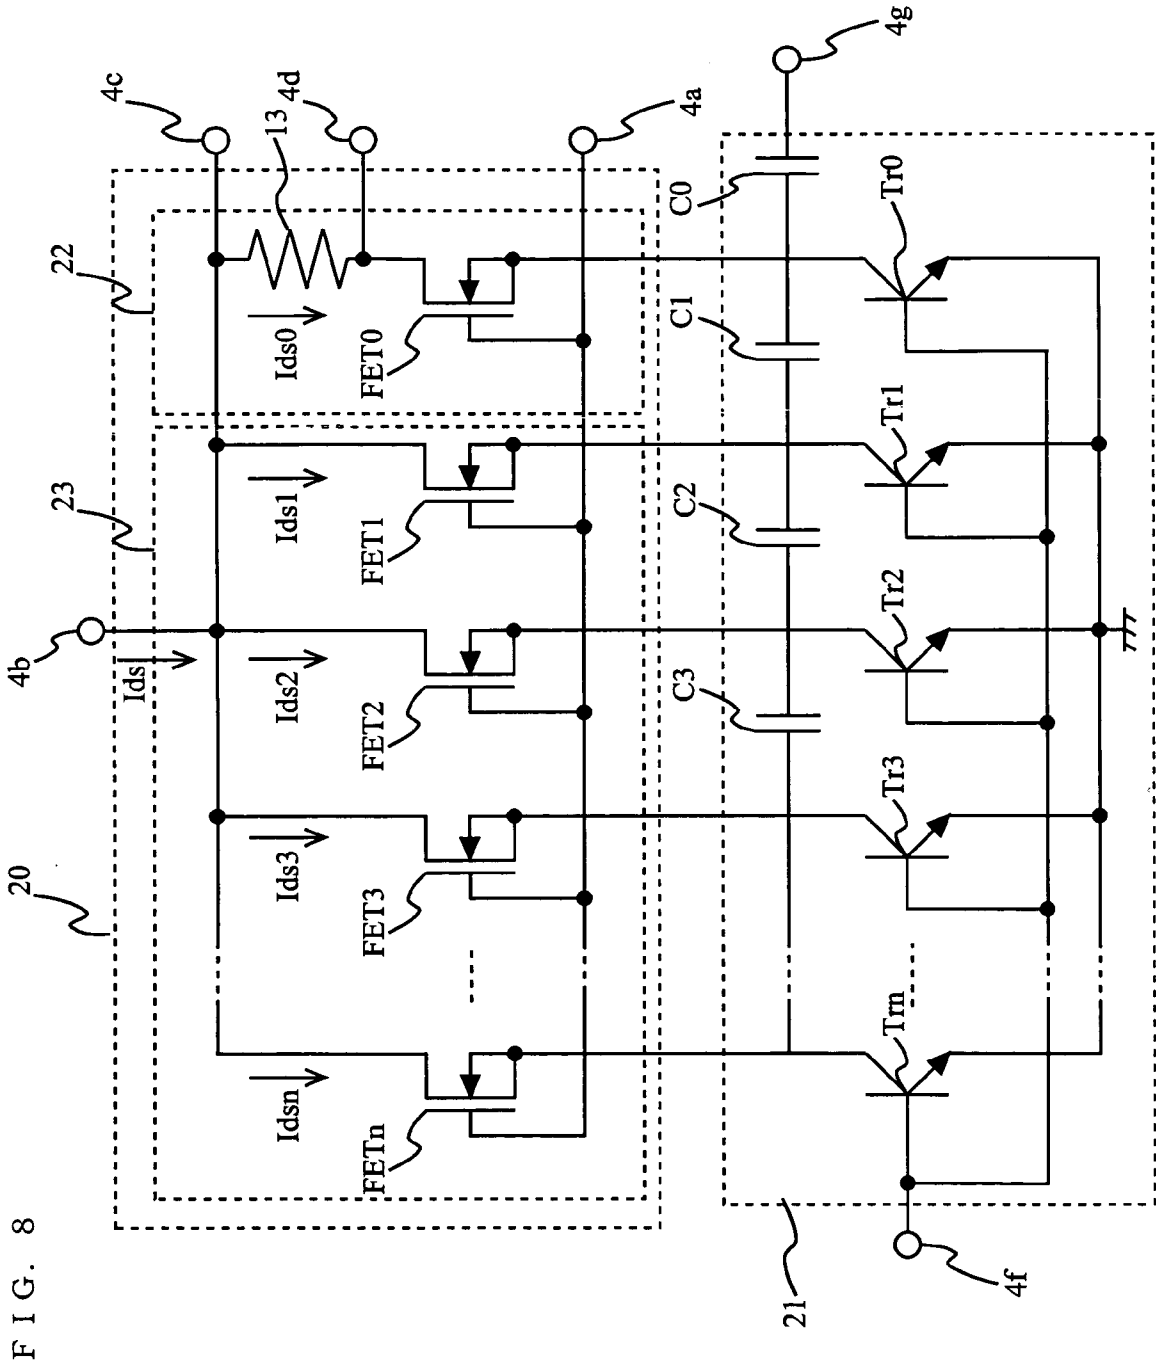 FIG. 8
20
4b
23
22
4c
Ids
13
4d
Idsn
Ids3
Ids2
Ids1
Ids0
FETn
FET3
FET2
FET1
FET0
4a
C3
C2
C1
C0
4g
21
Trn
Tr3
Tr2
Tr1
Tr0
4f